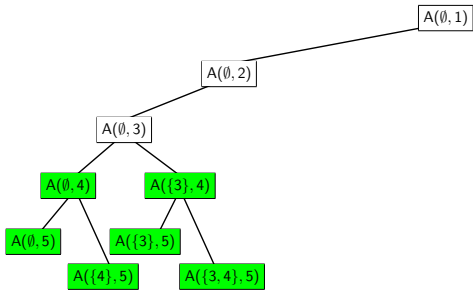 A(∅, 1)
A(∅, 2)
A(∅, 3)
A(∅, 4)
A({3}, 4)
A(∅, 5)
A({3}, 5)
A({4}, 5)
A({3, 4}, 5)